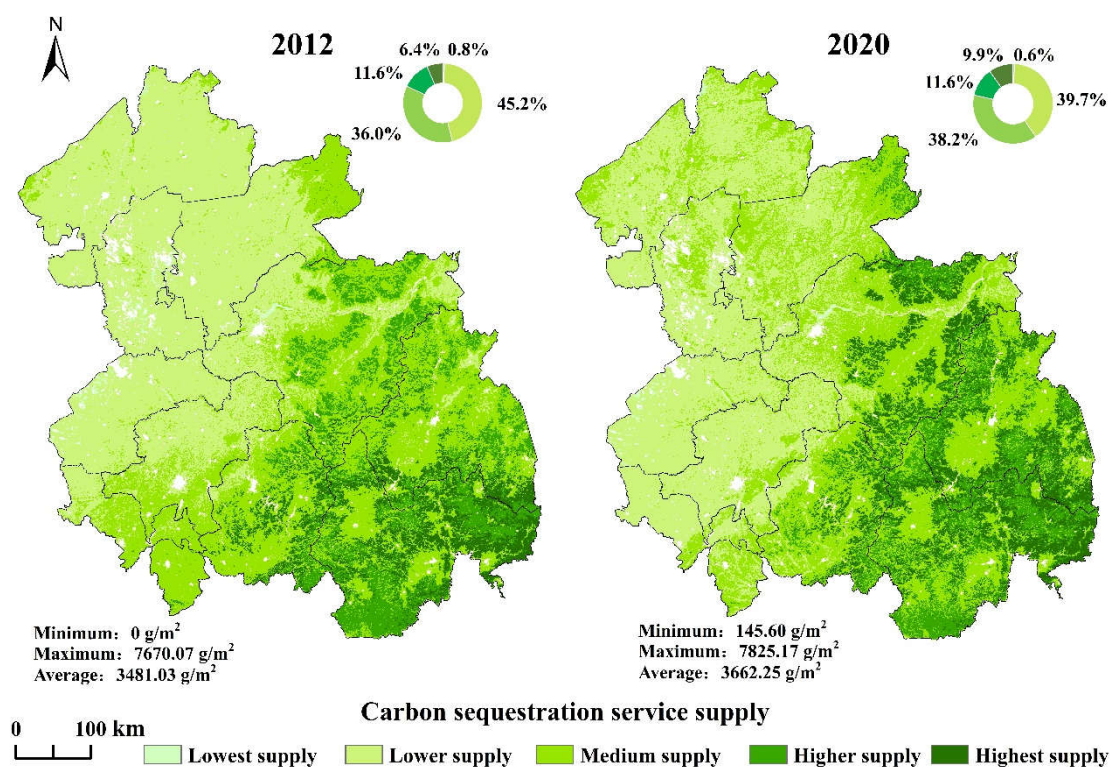 N
2012
6.4%
0.8%
11.6%
45.2%
36.0%
2020
9.9%
0.6%
11.6%
39.7%
38.2%
Minimum：0 g/m²
Maximum：7670.07 g/m²
Average：3481.03 g/m²
Minimum：145.60 g/m²
Maximum：7825.17 g/m²
Average：3662.25 g/m²
Carbon sequestration service supply
0 100 km
Lowest supply
Lower supply
Medium supply
Higher supply
Highest supply